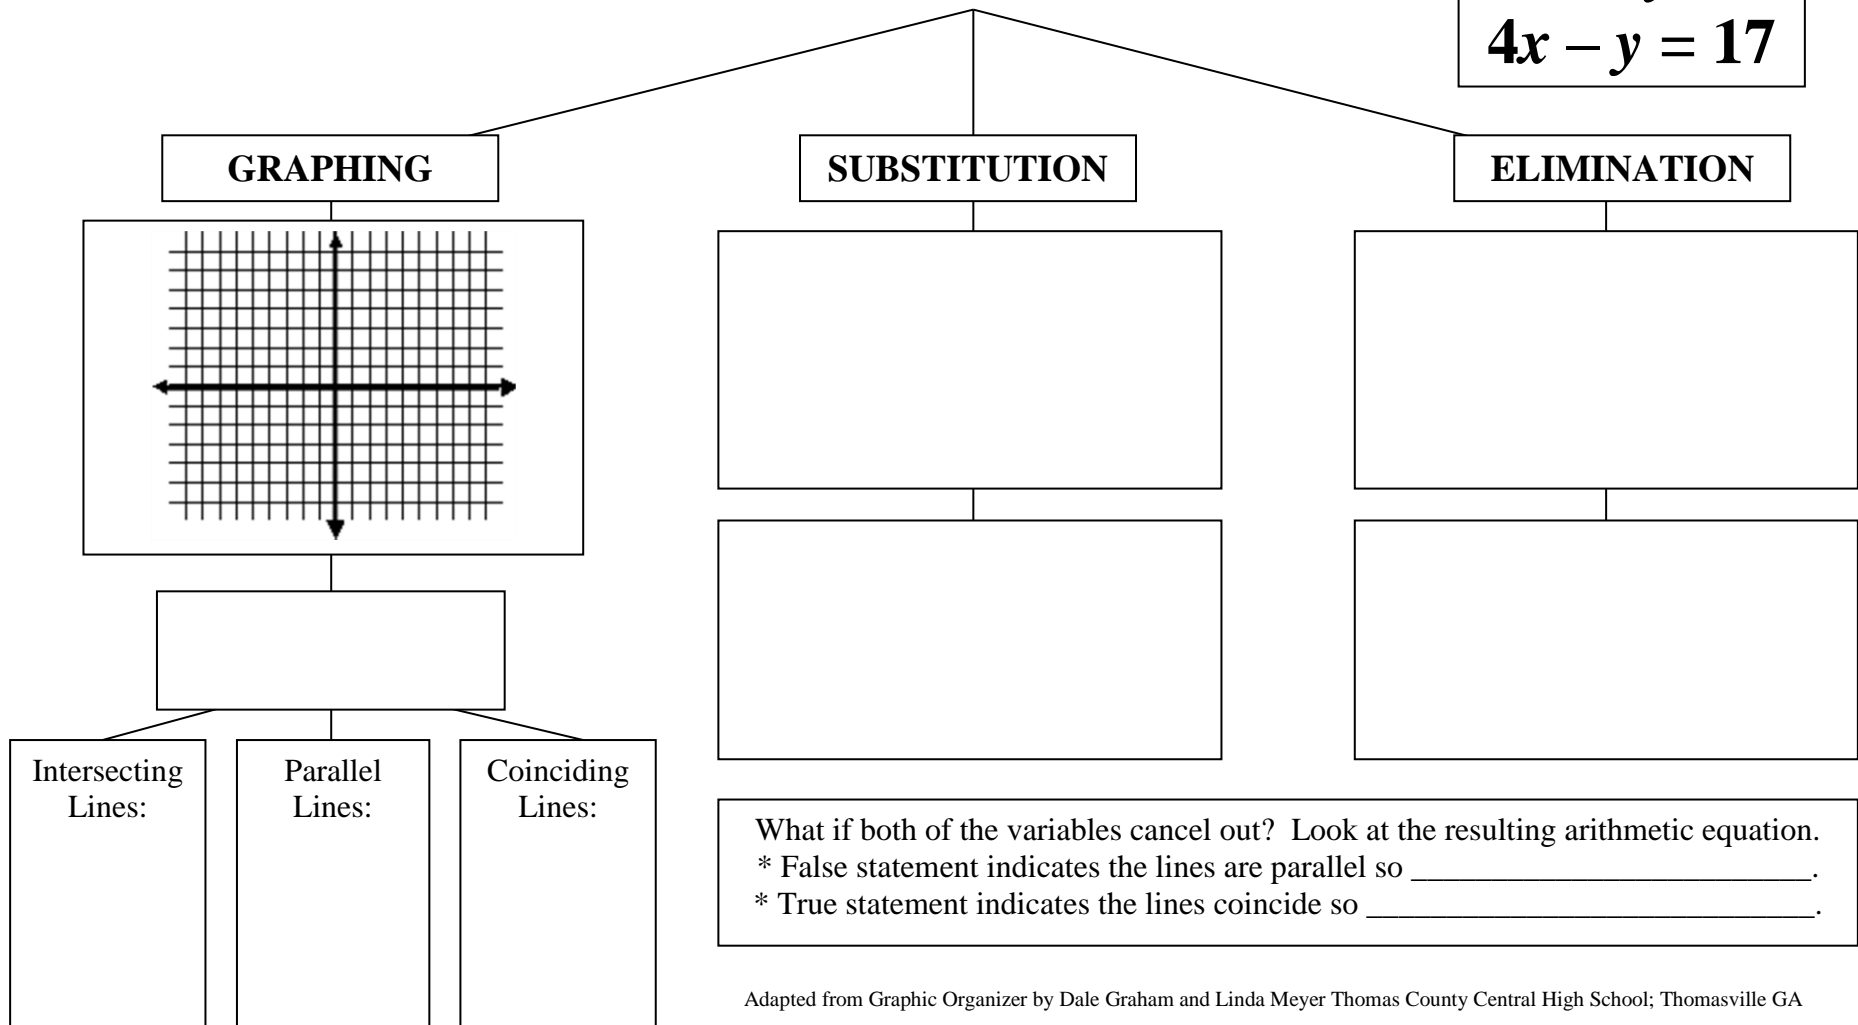 4x – y = 17
GRAPHING
SUBSTITUTION
ELIMINATION
Intersecting
Lines:
Parallel
Lines:
Coinciding
Lines:
What if both of the variables cancel out? Look at the resulting arithmetic equation.
* False statement indicates the lines are parallel so _________________________.
* True statement indicates the lines coincide so ____________________________.
Adapted from Graphic Organizer by Dale Graham and Linda Meyer Thomas County Central High School; Thomasville GA